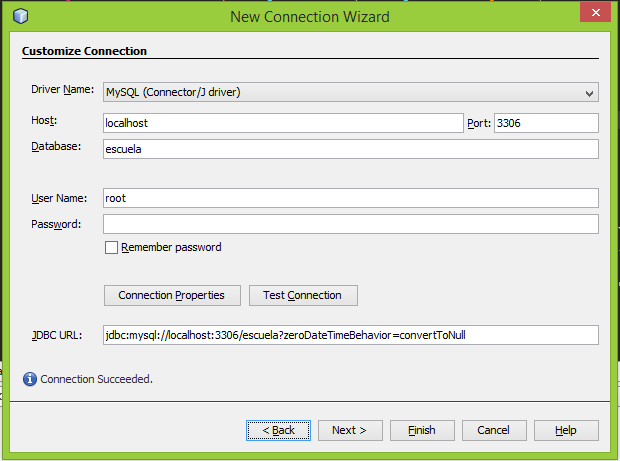 New Connection Wizard
Customize Connection
Driver Name: MySQL (Connector/J driver)
Host: localhost Port: 3306
Database: escuela
User Name: root
Password:
Remember password
Connection Properties Test Connection
JDBC URL: jdbc:mysql://localhost:3306/escuela?zeroDateTimeBehavior=convertToNull
Connection Succeeded.
< Back Next > Finish Cancel Help